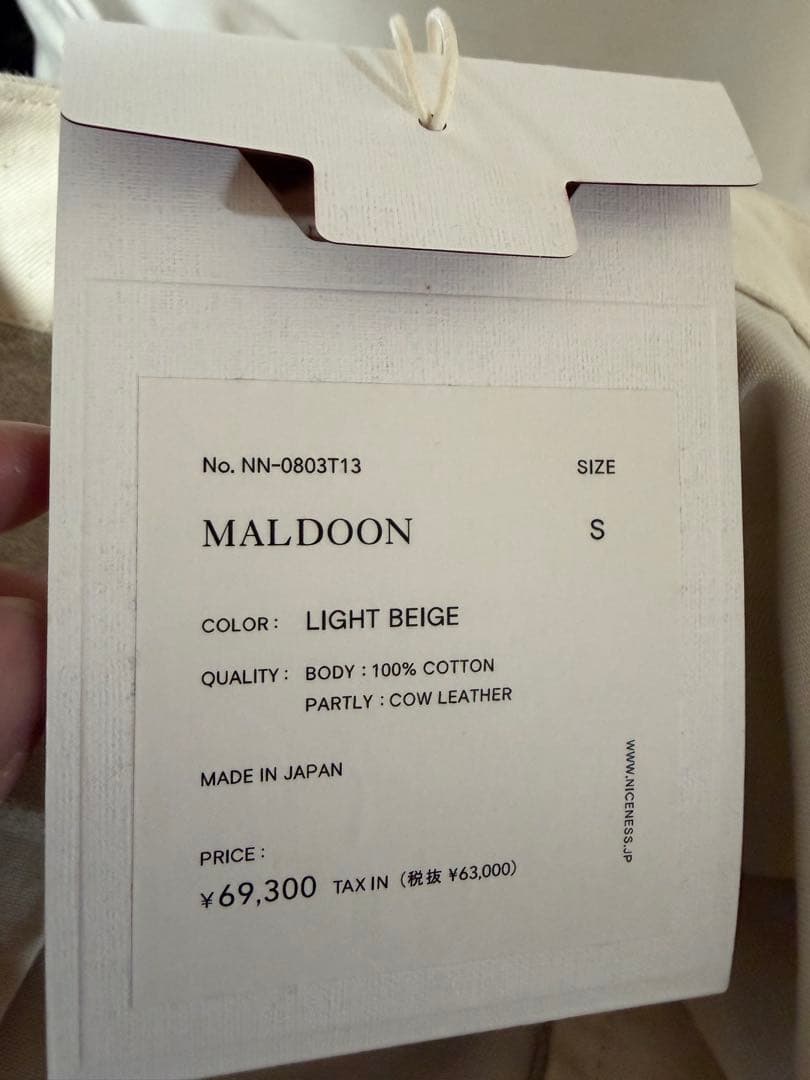 No. NN-0803T13
SIZE
MALDOON
S
COLOR: LIGHT BEIGE
QUALITY: BODY : 100% COTTON
PARTLY : COW LEATHER
MADE IN JAPAN
WWW.NICENESS.JP
PRICE:
¥69,300 TAX IN (税抜 ¥63,000)